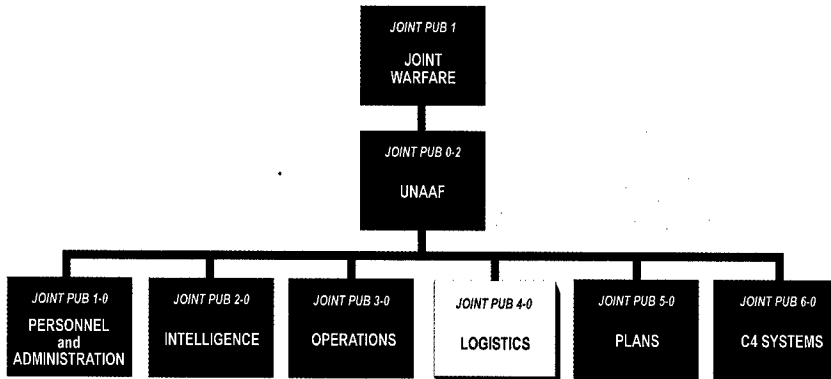 JOINT PUB 1
JOINT
WARFARE
JOINT PUB 0-2
UNAAF
JOINT PUB 1-0
PERSONNEL
and
ADMINISTRATION
JOINT PUB 2-0
INTELLIGENCE
JOINT PUB 3-0
OPERATIONS
JOINT PUB 4-0
LOGISTICS
JOINT PUB 5-0
PLANS
JOINT PUB 6-0
C4 SYSTEMS